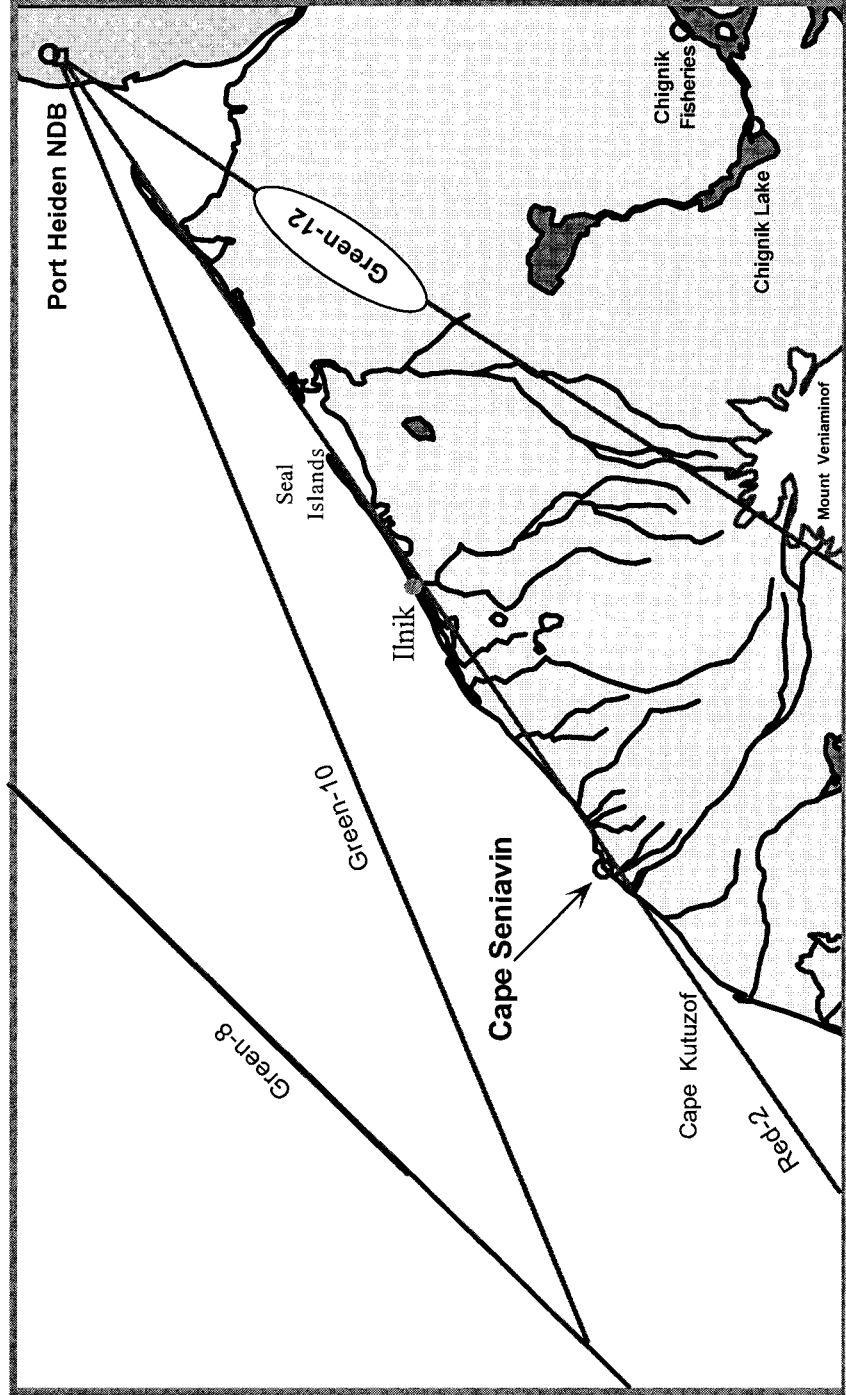 Green-8
Green-10
Port Heiden NDB
Green-12
Seal
Islands
Ilnik
Cape Seniavin
Cape Kutuzof
Red-2
Chignik
Fisheries
Chignik Lake
Mount Veniaminof